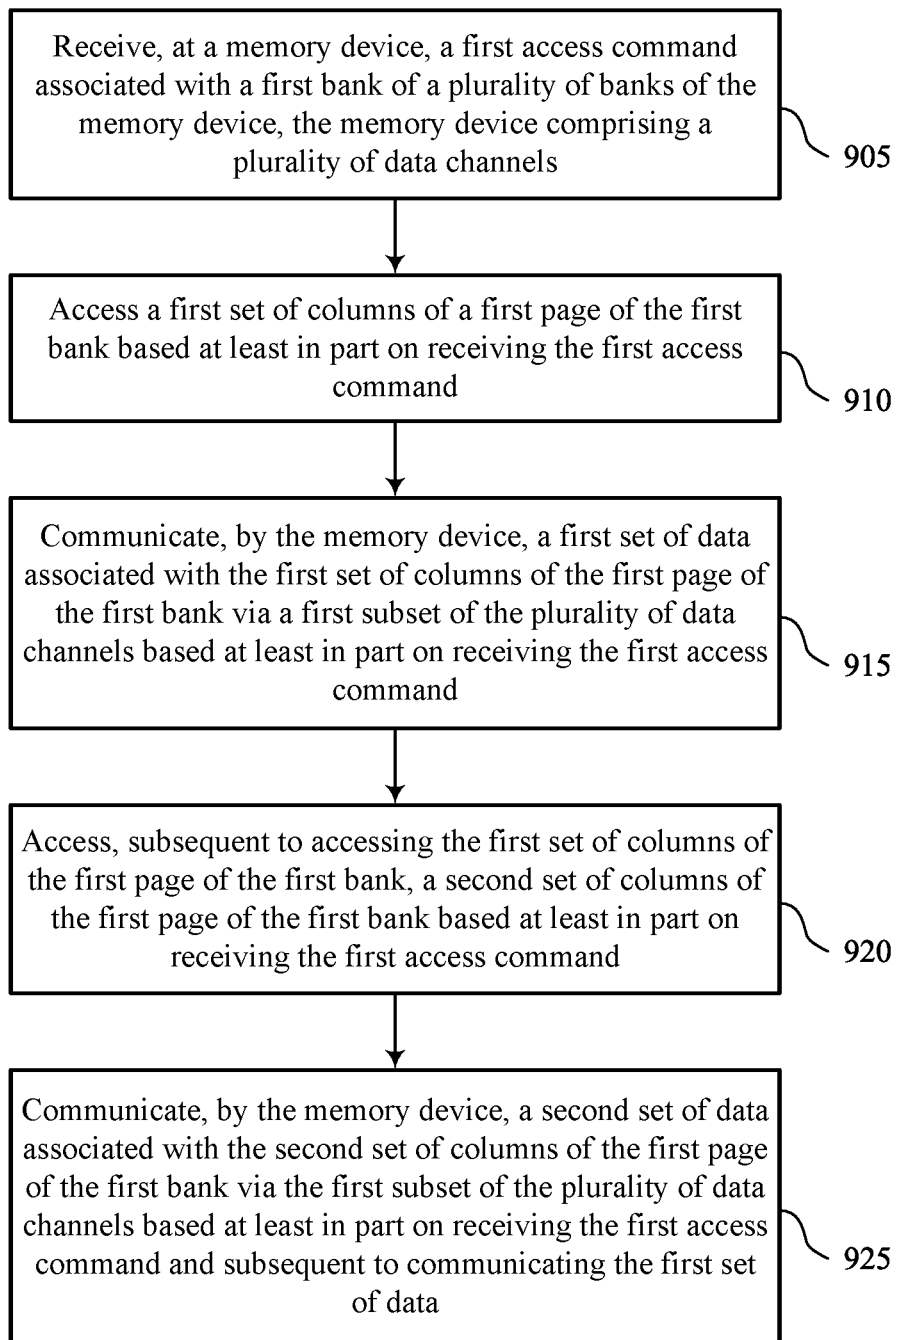 Receive, at a memory device, a first access command
associated with a first bank of a plurality of banks of the
memory device, the memory device comprising a
plurality of data channels
905
Access a first set of columns of a first page of the first
bank based at least in part on receiving the first access
command
910
Communicate, by the memory device, a first set of data
associated with the first set of columns of the first page of
the first bank via a first subset of the plurality of data
channels based at least in part on receiving the first access
command
915
Access, subsequent to accessing the first set of columns of
the first page of the first bank, a second set of columns of
the first page of the first bank based at least in part on
receiving the first access command
920
Communicate, by the memory device, a second set of data
associated with the second set of columns of the first page
of the first bank via the first subset of the plurality of data
channels based at least in part on receiving the first access
command and subsequent to communicating the first set
of data
925